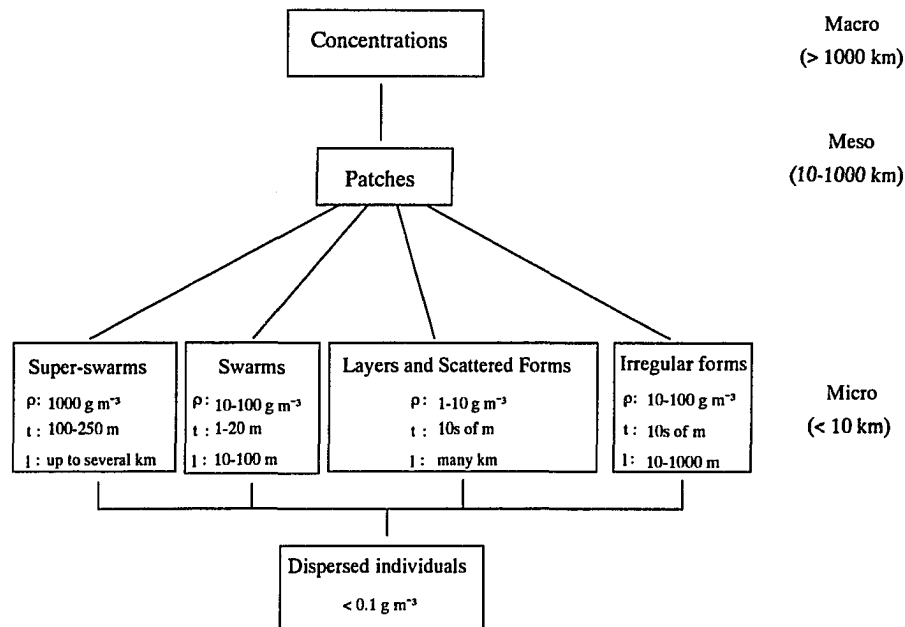 Concentrations
Macro
(> 1000 km)
Patches
Meso
(10-1000 km)
Super-swarms
ρ: 1000 g m⁻³
t : 100-250 m
l : up to several km
Swarms
ρ: 10-100 g m⁻³
t : 1-20 m
l : 10-100 m
Layers and Scattered Forms
ρ: 1-10 g m⁻³
t : 10s of m
l: many km
Irregular forms
ρ: 10-100 g m⁻³
t: 10s of m
l: 10-1000 m
Micro
(< 10 km)
Dispersed individuals
< 0.1 g m⁻³